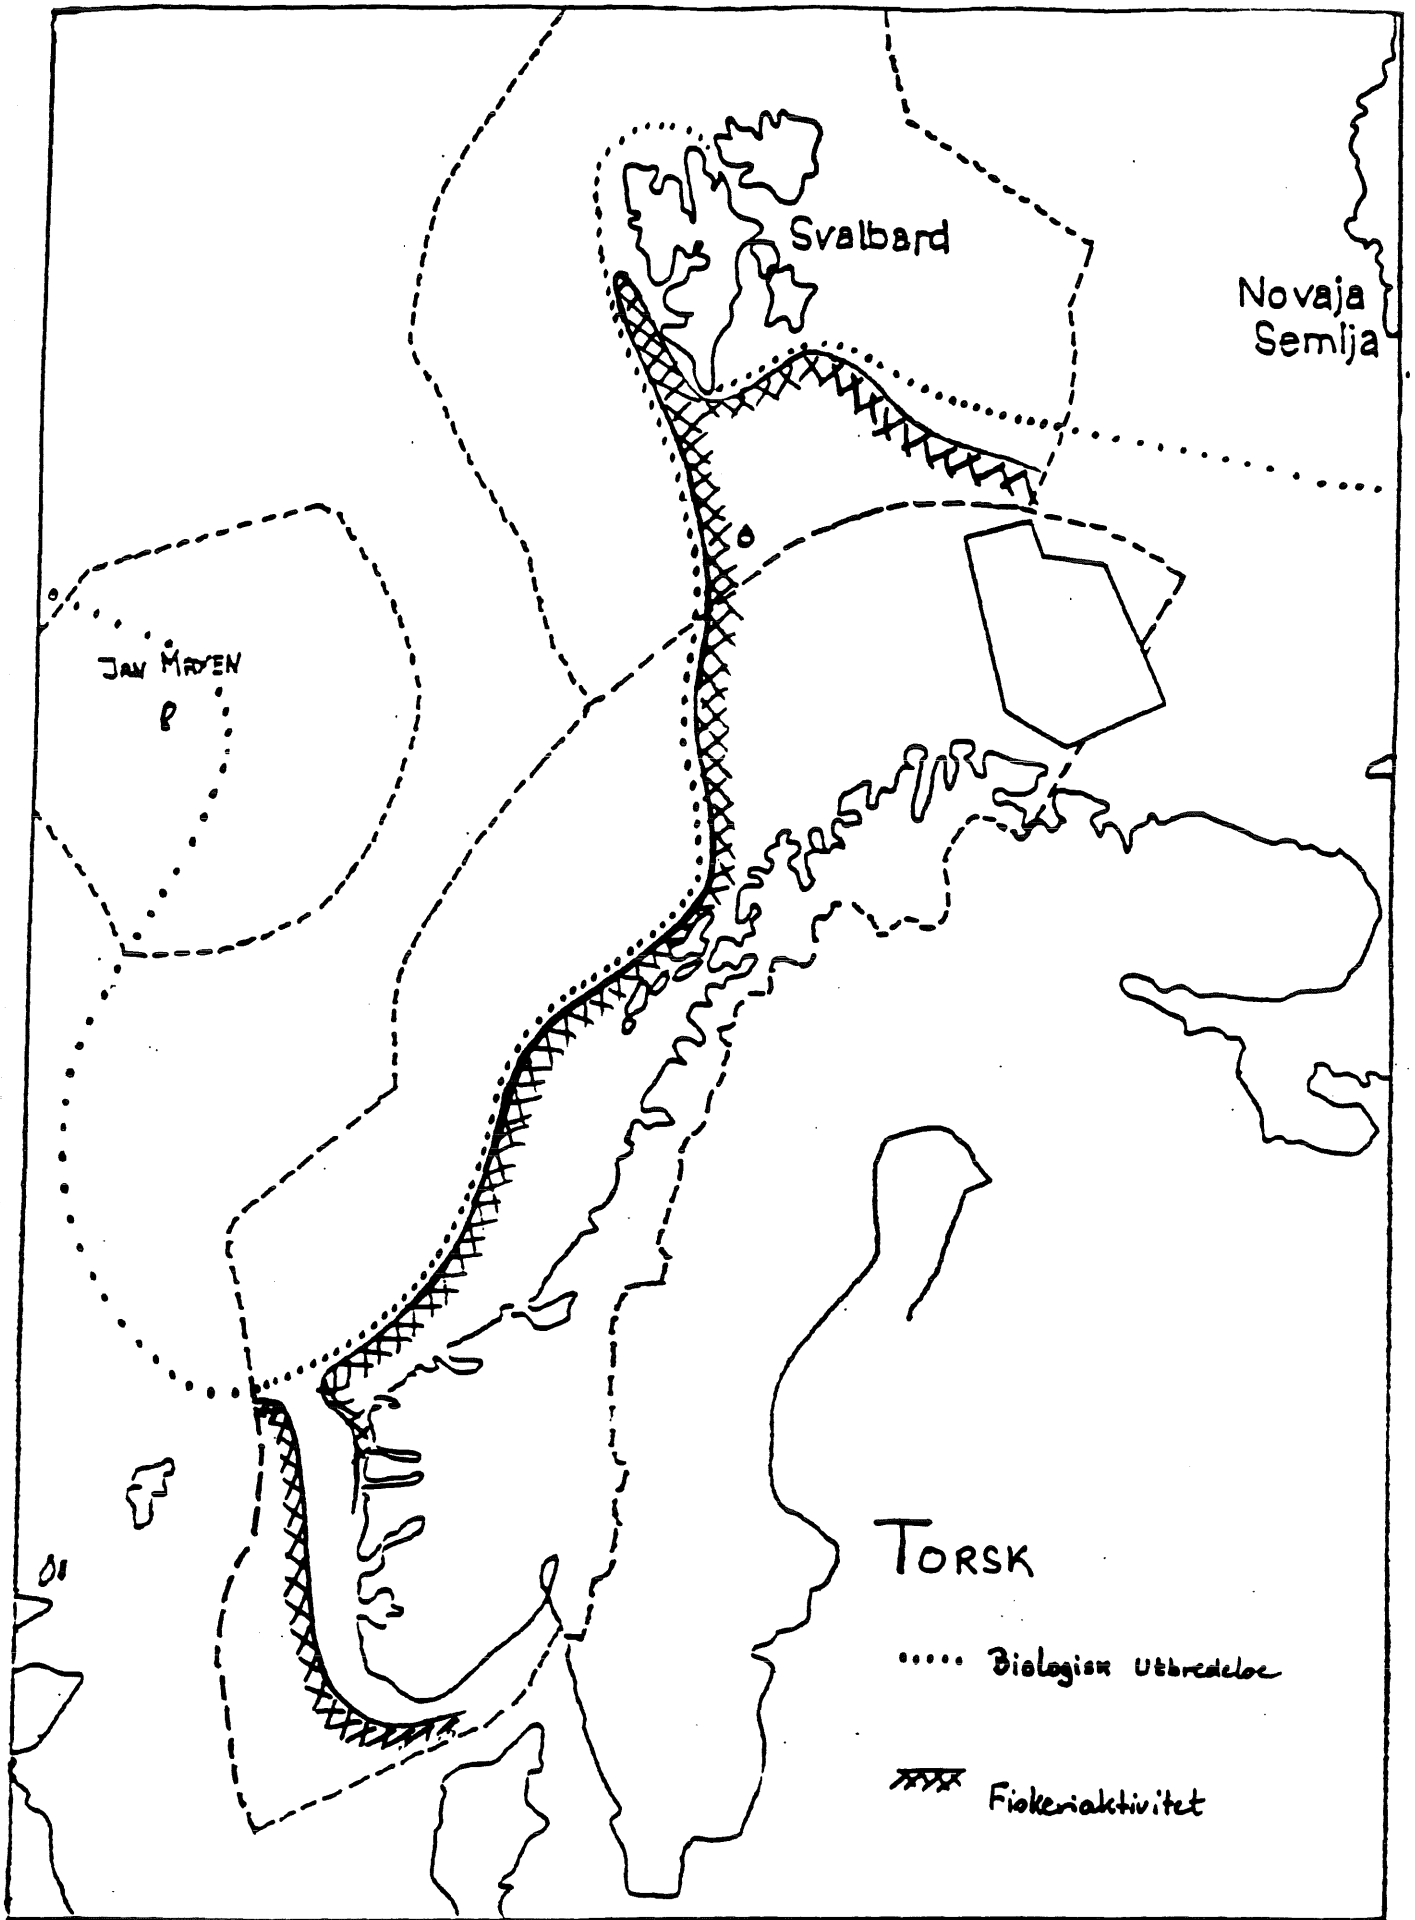 Svalbard
Novaja
Semlja
JAN MAYEN
TORSK
Biologisk Utbredelse
Fiskeriaktivitet